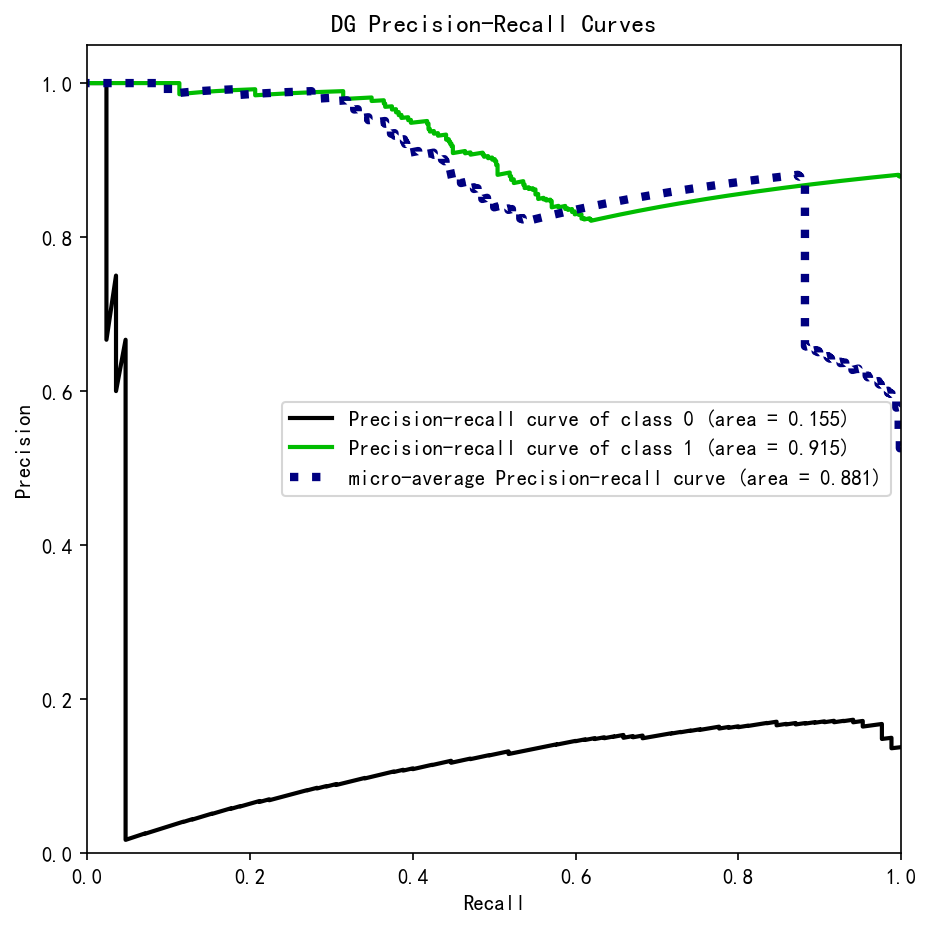 DG Precision-Recall Curves
1.0
0.8
0.6
0.4
0.2
0.0
Precision
Precision-recall curve of class 0 (area = 0.155)
Precision-recall curve of class 1 (area = 0.915)
micro-average Precision-recall curve (area = 0.881)
0.0 0.2 0.4 0.6 0.8 1.0
Recall